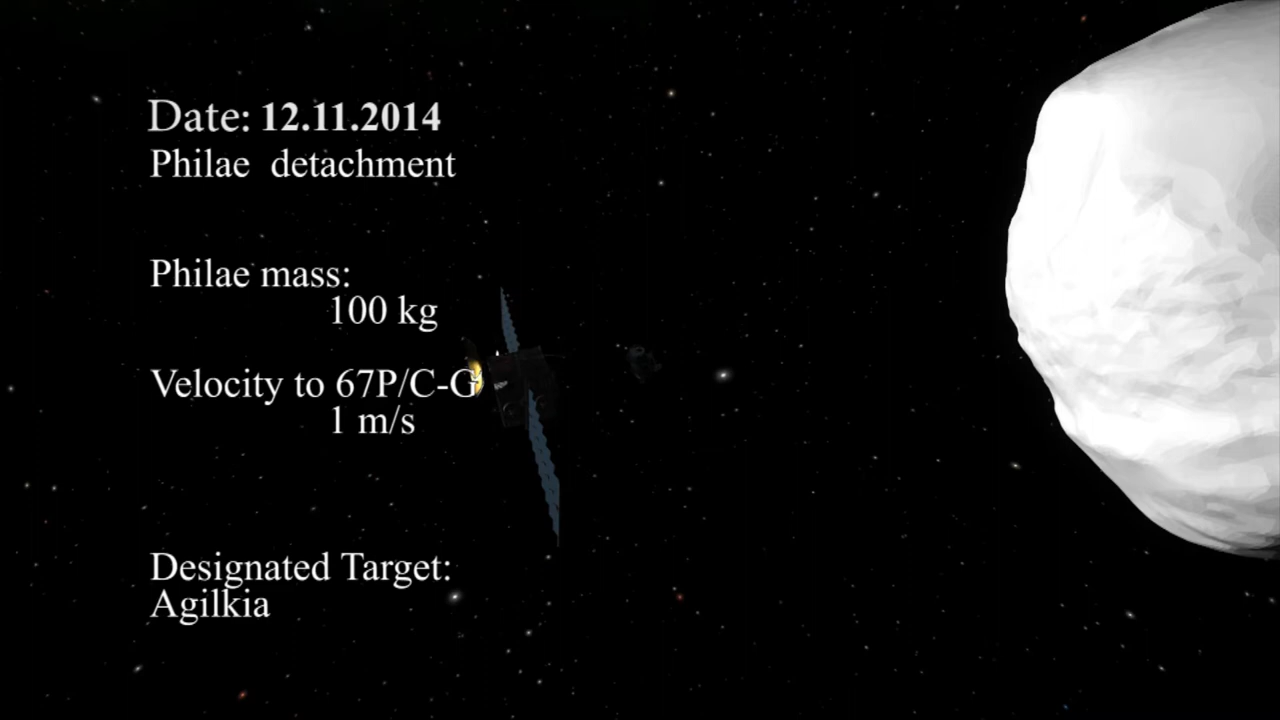 Date: 12.11.2014
Philae detachment
Philae mass:
100 kg
Velocity to 67P/C-G
1 m/s
Designated Target:
Agilkia